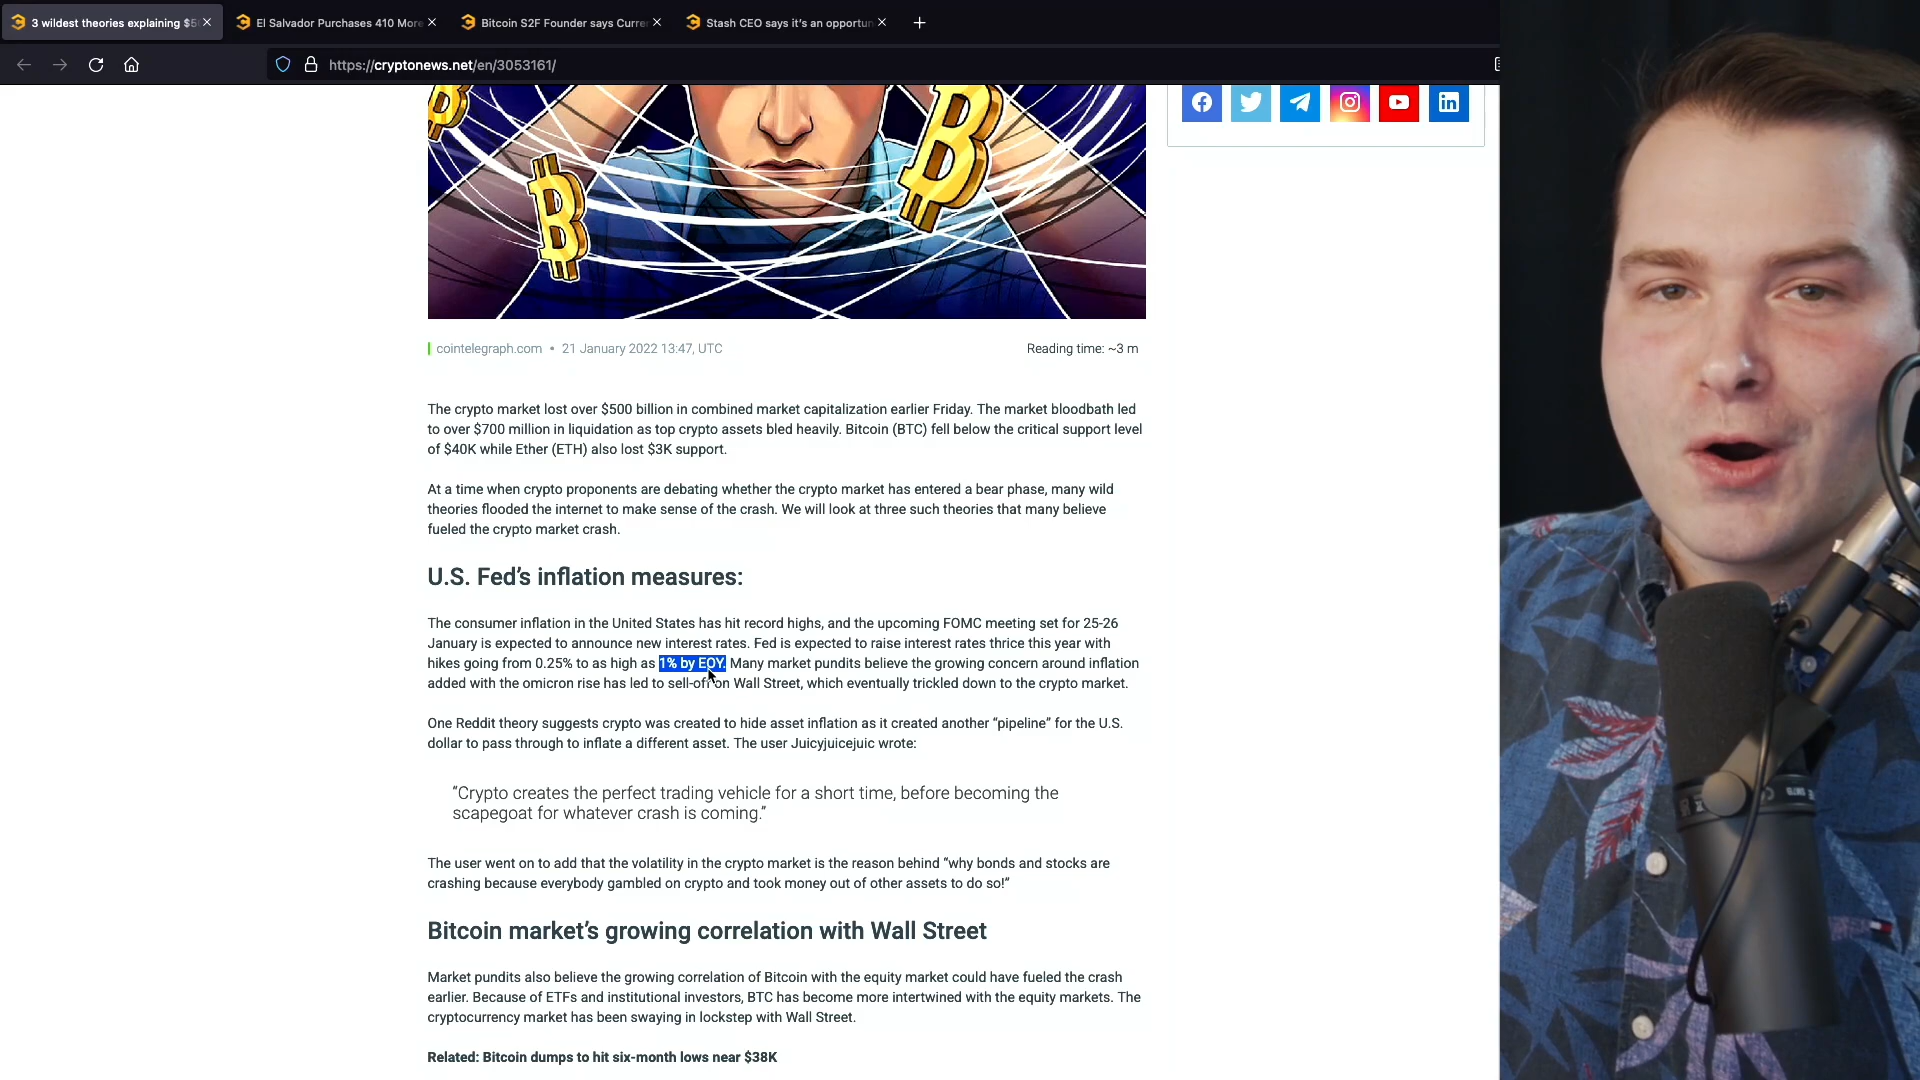 3 wildest theories explaining $5
El Salvador Purchases 410 More
Bitcoin S2F Founder says Curre
Stash CEO says it's an opportun
https://cryptonews.net/en/3053161/
cointelegraph.com • 21 January 2022 13:47, UTC
Reading time: ~3 m
The crypto market lost over $500 billion in combined market capitalization earlier Friday. The market bloodbath led
to over $700 million in liquidation as top crypto assets bled heavily. Bitcoin (BTC) fell below the critical support level
of $40K while Ether (ETH) also lost $3K support.
At a time when crypto proponents are debating whether the crypto market has entered a bear phase, many wild
theories flooded the internet to make sense of the crash. We will look at three such theories that many believe
fueled the crypto market crash.
U.S. Fed's inflation measures:
The consumer inflation in the United States has hit record highs, and the upcoming FOMC meeting set for 25-26
January is expected to announce new interest rates. Fed is expected to raise interest rates thrice this year with
hikes going from 0.25% to as high as 1% by EOY. Many market pundits believe the growing concern around inflation
added with the omicron rise has led to sell-off on Wall Street, which eventually trickled down to the crypto market.
One Reddit theory suggests crypto was created to hide asset inflation as it created another “pipeline” for the U.S.
dollar to pass through to inflate a different asset. The user Juicyjuicejuic wrote:
“Crypto creates the perfect trading vehicle for a short time, before becoming the
scapegoat for whatever crash is coming.”
The user went on to add that the volatility in the crypto market is the reason behind “why bonds and stocks are
crashing because everybody gambled on crypto and took money out of other assets to do so!”
Bitcoin market's growing correlation with Wall Street
Market pundits also believe the growing correlation of Bitcoin with the equity market could have fueled the crash
earlier. Because of ETFs and institutional investors, BTC has become more intertwined with the equity markets. The
cryptocurrency market has been swaying in lockstep with Wall Street.
Related: Bitcoin dumps to hit six-month lows near $38K